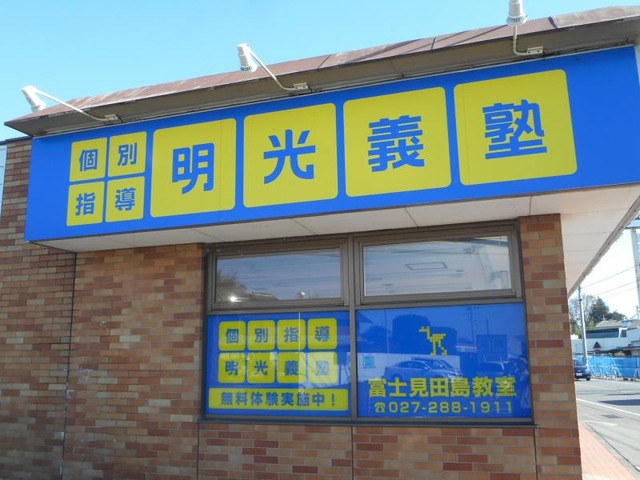 個別
指導
明光義塾
個別指導
明光義塾
無料体験実施中！
富士見田島教室
☎027-288-1911